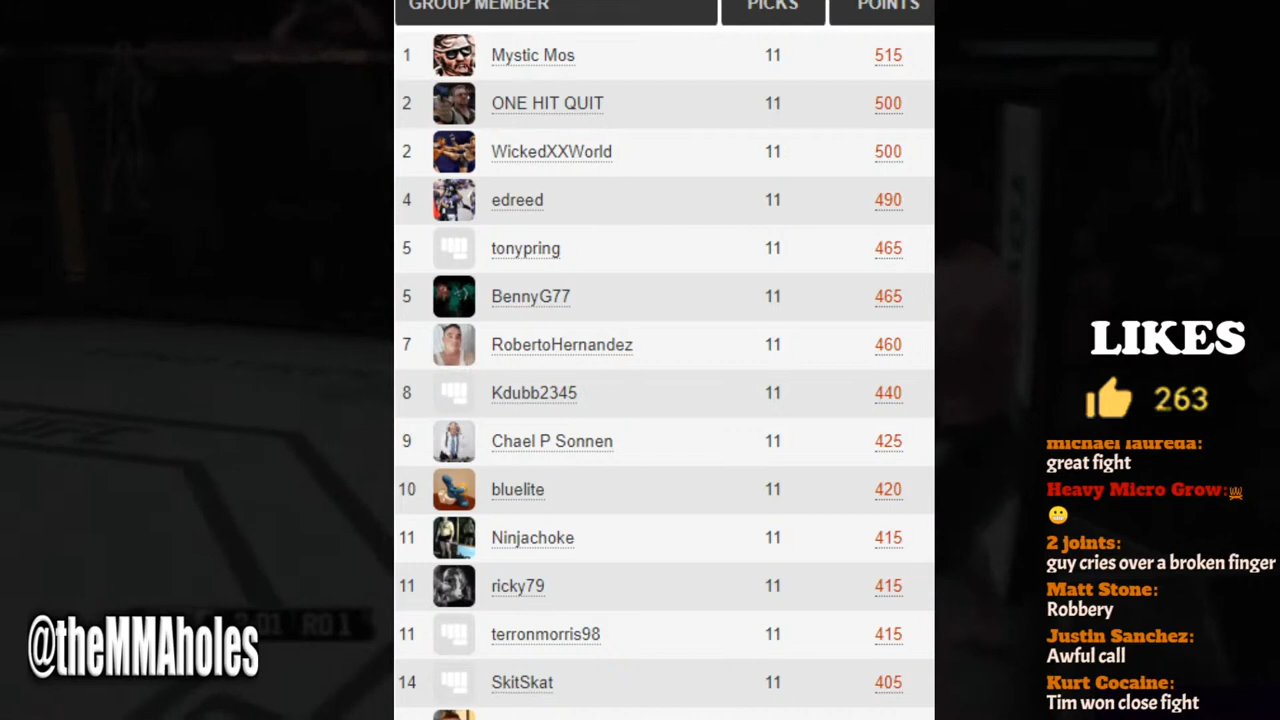 GROUP MEMBER PICKS POINTS
1 Mystic Mos 11 515
2 ONE HIT QUIT 11 500
2 WickedXXWorld 11 500
4 edreed 11 490
5 tonypring 11 465
5 BennyG77 11 465
7 RobertoHernandez 11 460
8 Kdubb2345 11 440
9 Chael P Sonnen 11 425
10 bluelite 11 420
11 Ninjachoke 11 415
11 ricky79 11 415
11 terronmorris98 11 415
14 SkitSkat 11 405
LIKES
263
michael laureda:
great fight
Heavy Micro Grow:
2 joints:
guy cries over a broken finger
Matt Stone:
Robbery
Justin Sanchez:
Awful call
Kurt Cocaine:
Tim won close fight
@theMMAholes